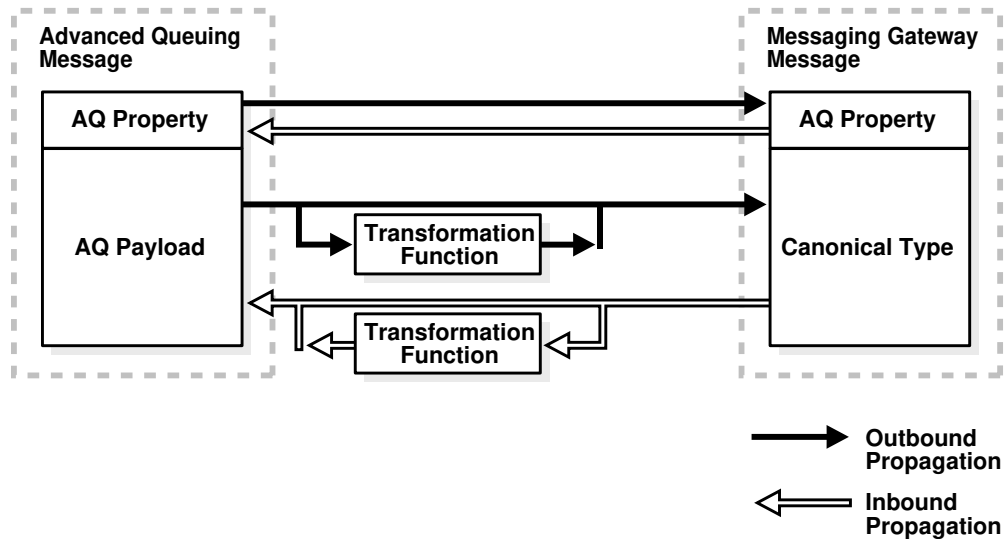 Advanced Queuing
Message
Messaging Gateway
Message
AQ Property
AQ Property
AQ Payload
Transformation
Function
Canonical Type
Transformation
Function
Outbound
Propagation
Inbound
Propagation